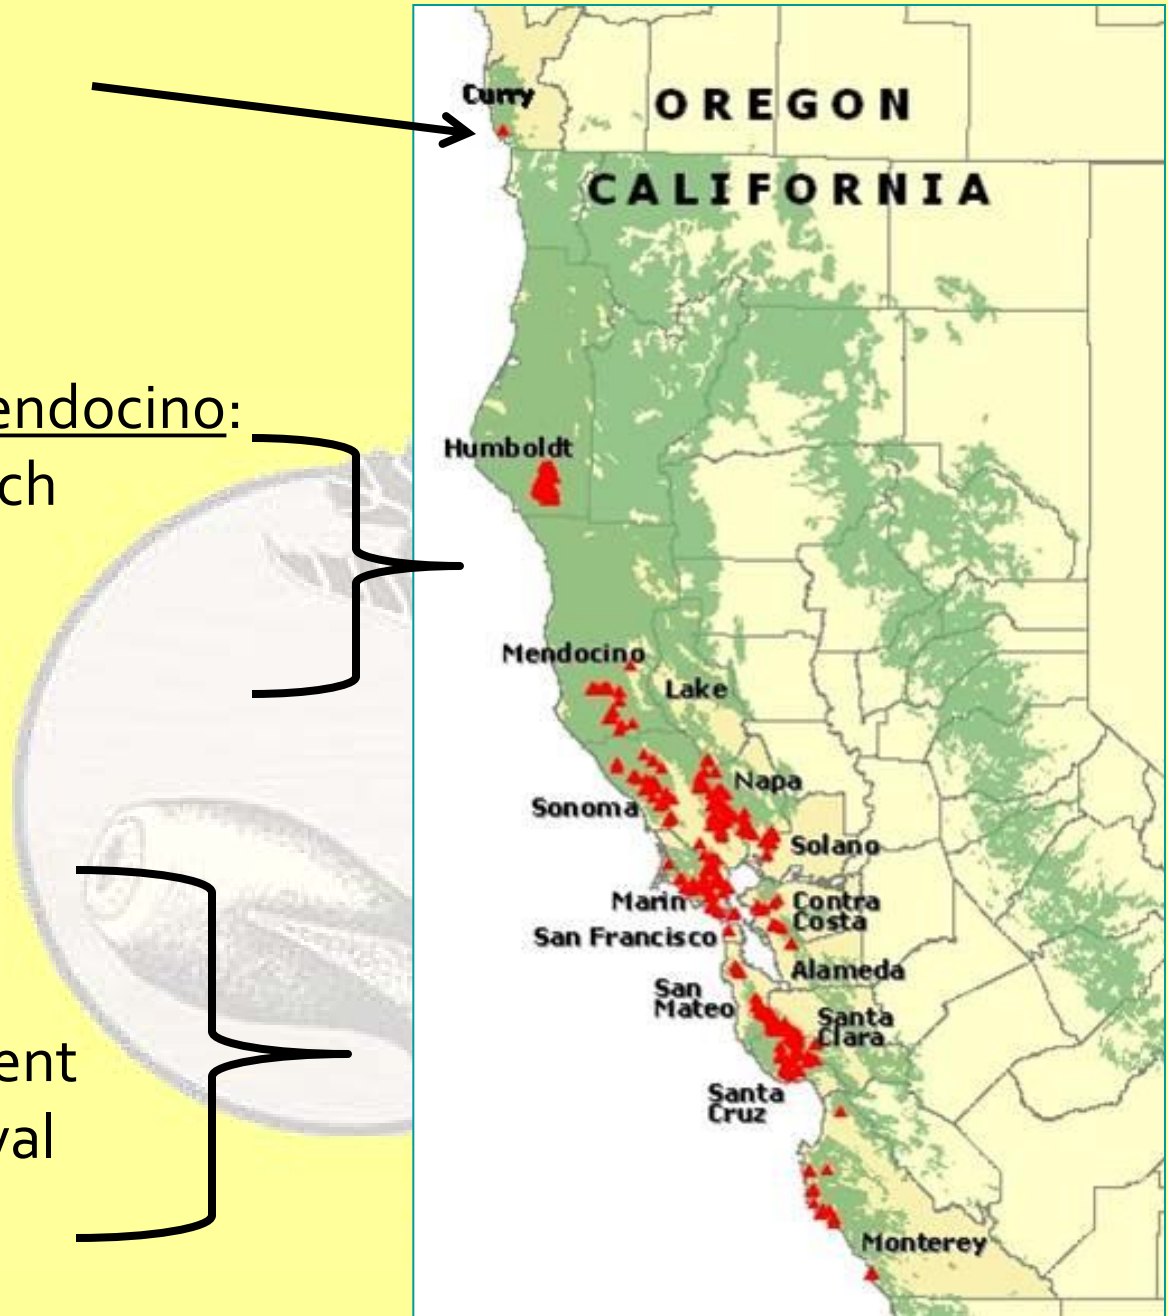 Curry
OREGON
CALIFORNIA
endocino:
ch
Humboldt
Mendocino
Lake
Napa
Sonoma
Solano
Marin
Contra
Costa
San Francisco
Alameda
San
Mateo
Santa
Clara
ent
val
Santa
Cruz
Monterey